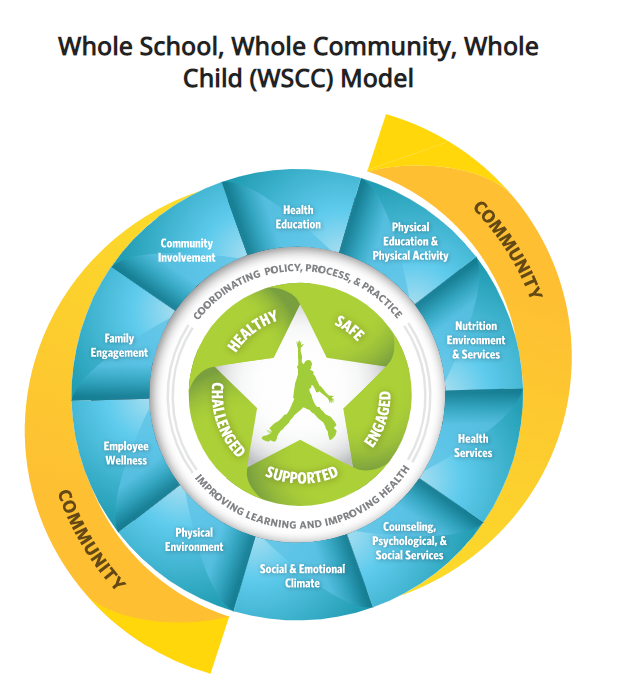 Whole School, Whole Community, Whole
Child (WSCC) Model
COMMUNITY
Health
Education
Physical
Education &
Physical Activity
Nutrition
Environment
& Services
Health
Services
Counseling,
Psychological, &
Social Services
Social & Emotional
Climate
Physical
Environment
Employee
Wellness
Family
Engagement
Community
Involvement
COORDINATING POLICY, PROCESS, & PRACTICE
IMPROVING LEARNING AND IMPROVING HEALTH
HEALTHY
SAFE
ENGAGED
SUPPORTED
CHALLENGED
COMMUNITY